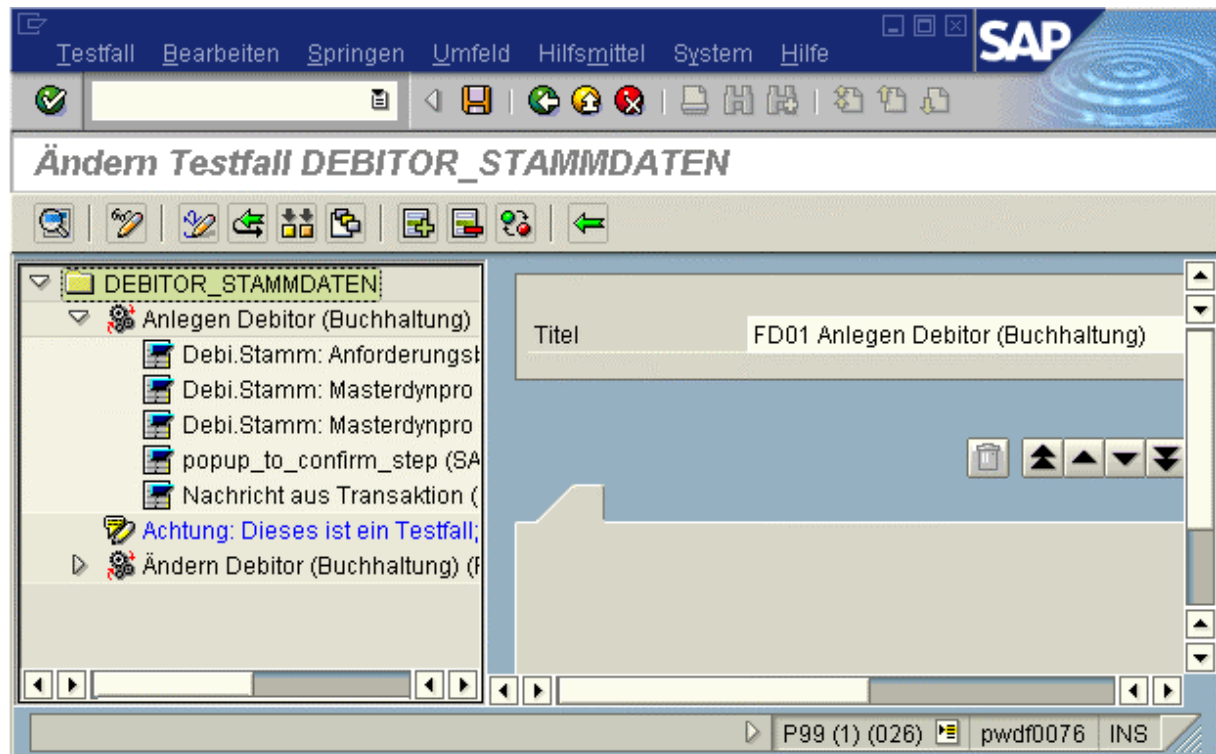 Testfall Bearbeiten Springen Umfeld Hilfsmittel System Hilfe
SAP
Ändern Testfall DEBITOR_STAMMDATEN
DEBITOR_STAMMDATEN
Anlegen Debitor (Buchhaltung)
Debi.Stamm:
Debi.Stamm: Masterdynpro
Debi.Stamm: Masterdynpro
popup_to_confirm_step (SA
Nachricht aus Transaktion (
Achtung: Dieses ist ein Testfall;
Ändern Debitor (Buchhaltung)
Titel FD01 Anlegen Debitor (Buchhaltung)
P99 (1) (026) pwdf0076 INS